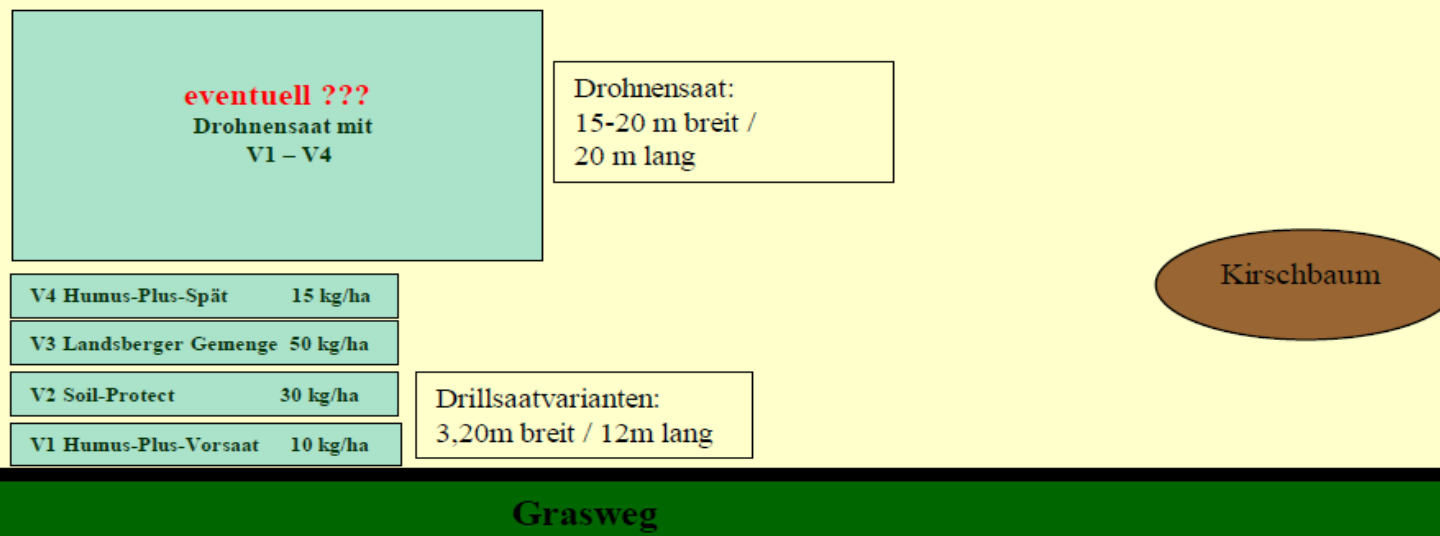 eventuell ???
Drohnensaat mit
V1 – V4
Drohnensaat:
15-20 m breit /
20 m lang
Kirschbaum
V4 Humus-Plus-Spät 15 kg/ha
V3 Landsberger Gemenge 50 kg/ha
V2 Soil-Protect 30 kg/ha
V1 Humus-Plus-Vorsaat 10 kg/ha
Drillsaatvarianten:
3,20m breit / 12m lang
Grasweg